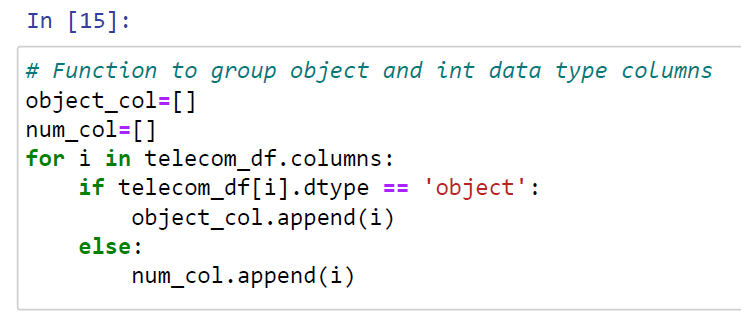 In [15]:
# Function to group object and int data type columns
object_col=[]
num_col=[]
for i in telecom_df.columns:
    if telecom_df[i].dtype == 'object':
        object_col.append(i)
    else:
        num_col.append(i)